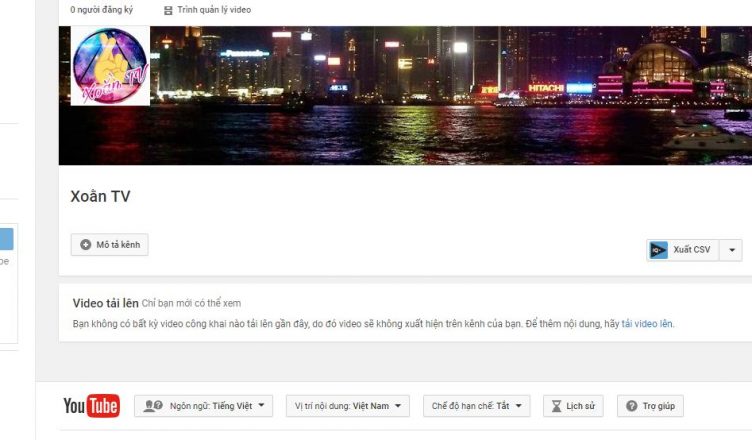 0 người đăng ký Trình quản lý video
Panasonic
HITACHI
Xoắn TV
Xoắn TV
Mô tả kênh
IQ
Xuất CSV
Video tải lên Chỉ bạn mới có thể xem
Bạn không có bất kỳ video công khai nào tải lên gần đây, do đó video sẽ không xuất hiện trên kênh của bạn. Để thêm nội dung, hãy tải video lên.
YouTube Ngôn ngữ: Tiếng Việt Vị trí nội dung: Việt Nam Chế độ hạn chế: Tắt Lịch sử Trợ giúp